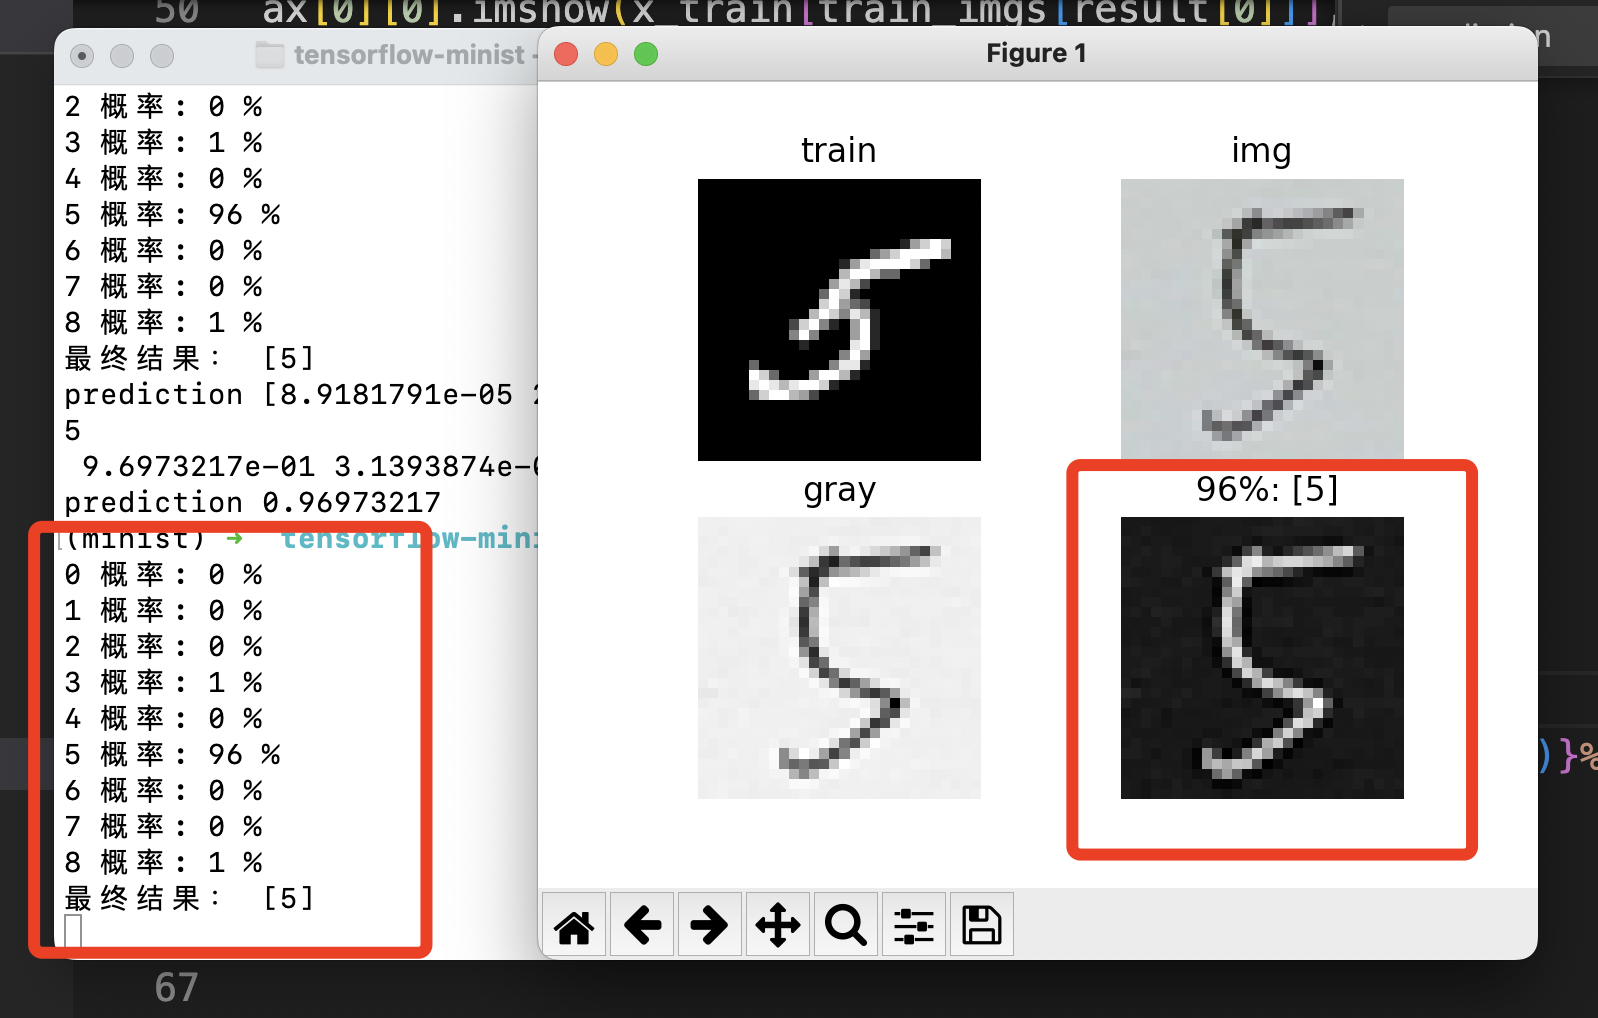 50 ax[0][0].imshow(x_train[train_imgs[result[0]]],
tensorflow-minist -
2 概率: 0 %
3 概率: 1 %
4 概率: 0 %
5 概率: 96 %
6 概率: 0 %
7 概率: 0 %
8 概率: 1 %
最终结果: [5]
prediction [8.9181791e-05
5
9.6973217e-01 3.1393874e-
prediction 0.96973217
(minist) ➜ tensorflow-mini
0 概率: 0 %
1 概率: 0 %
2 概率: 0 %
3 概率: 1 %
4 概率: 0 %
5 概率: 96 %
6 概率: 0 %
7 概率: 0 %
8 概率: 1 %
最终结果: [5]
Figure 1
train
img
5
5
gray
96%: [5]
5
5
)}%
67